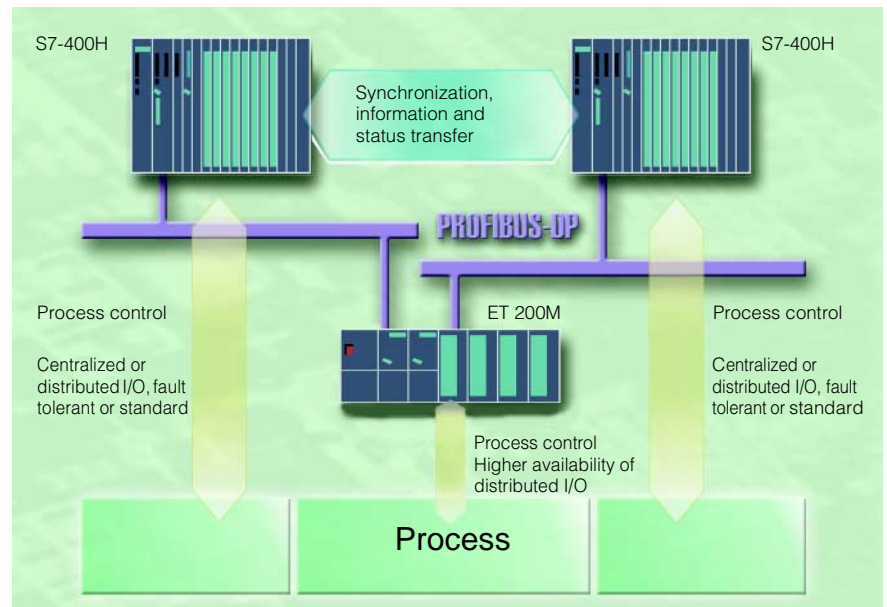 S7-400H
S7-400H
Synchronization,
information and
status transfer
PROFIBUS-DP
ET 200M
Process control
Centralized or
distributed I/O, fault
tolerant or standard
Process control
Centralized or
distributed I/O, fault
tolerant or standard
Process control
Higher availability of
distributed I/O
Process